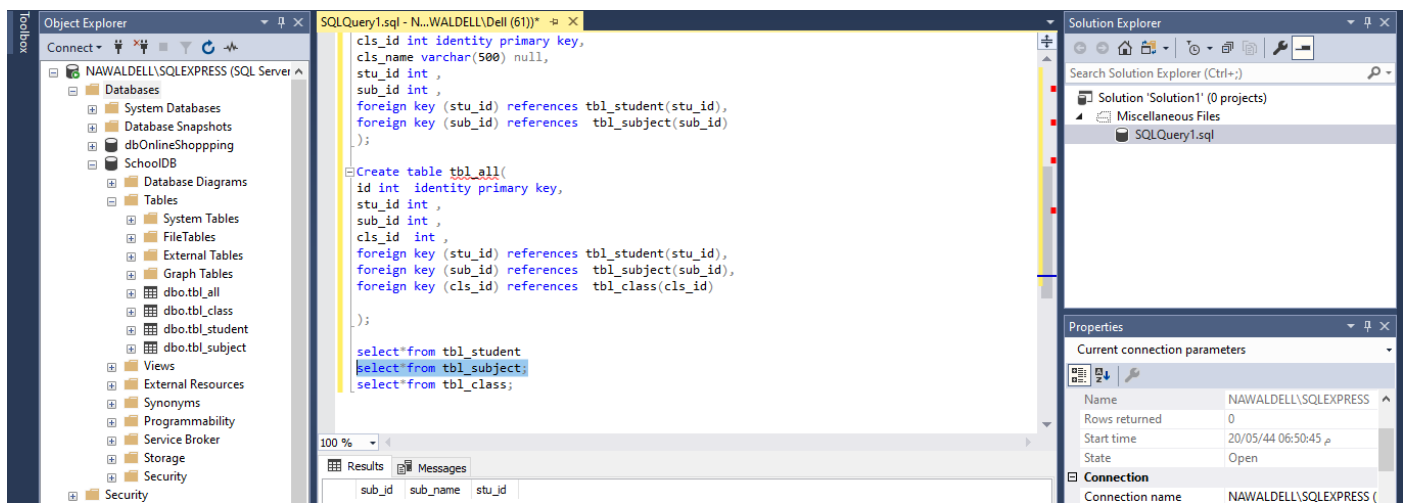 Toolbox
Object Explorer
Connect
NAWALDELL\SQLEXPRESS (SQL Server
Databases
System Databases
Database Snapshots
dbOnlineShoppping
SchoolDB
Database Diagrams
Tables
System Tables
FileTables
External Tables
Graph Tables
dbo.tbl_all
dbo.tbl_class
dbo.tbl_student
dbo.tbl_subject
Views
External Resources
Synonyms
Programmability
Service Broker
Storage
Security
Security
SQLQuery1.sql - N...WALDELL\Dell (61))*
cls_id int identity primary key,
cls_name varchar(500) null,
stu_id int ,
sub_id int ,
foreign key (stu_id) references tbl_student(stu_id),
foreign key (sub_id) references  tbl_subject(sub_id)
);
Create table tbl_all(
id int  identity primary key,
stu_id int ,
sub_id int ,
cls_id  int ,
foreign key (stu_id) references tbl_student(stu_id),
foreign key (sub_id) references  tbl_subject(sub_id),
foreign key (cls_id) references  tbl_class(cls_id)
);
select*from tbl_student
select*from tbl_subject;
select*from tbl_class;
100 %
Results Messages
sub_id sub_name stu_id
Solution Explorer
Search Solution Explorer (Ctrl+;)
Solution 'Solution1' (0 projects)
Miscellaneous Files
SQLQuery1.sql
Properties
Current connection parameters
Name NAWALDELL\SQLEXPRESS
Rows returned 0
Start time 20/05/44 06:50:45 م
State Open
Connection
Connection name NAWALDELL\SQLEXPRESS (